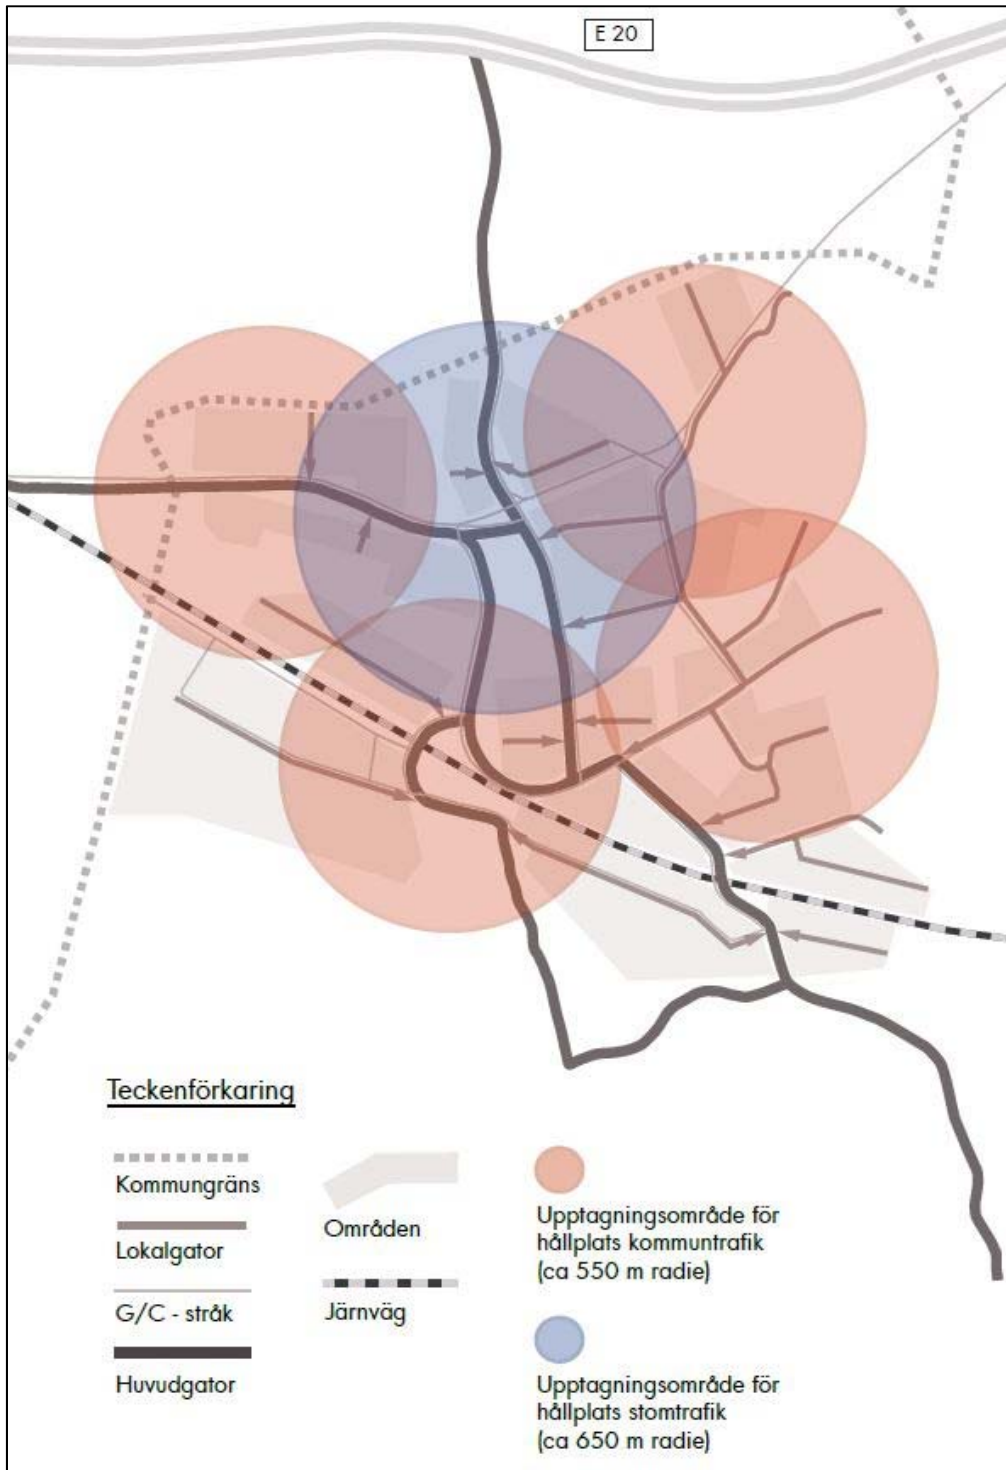 E 20
Teckenförkaring
Kommungräns
Lokalgator
G/C - stråk
Huvudgator
Områden
Järnväg
Upptagningsområde för
hållplats kommuntrafik
(ca 550 m radie)
Upptagningsområde för
hållplats stomtrafik
(ca 650 m radie)